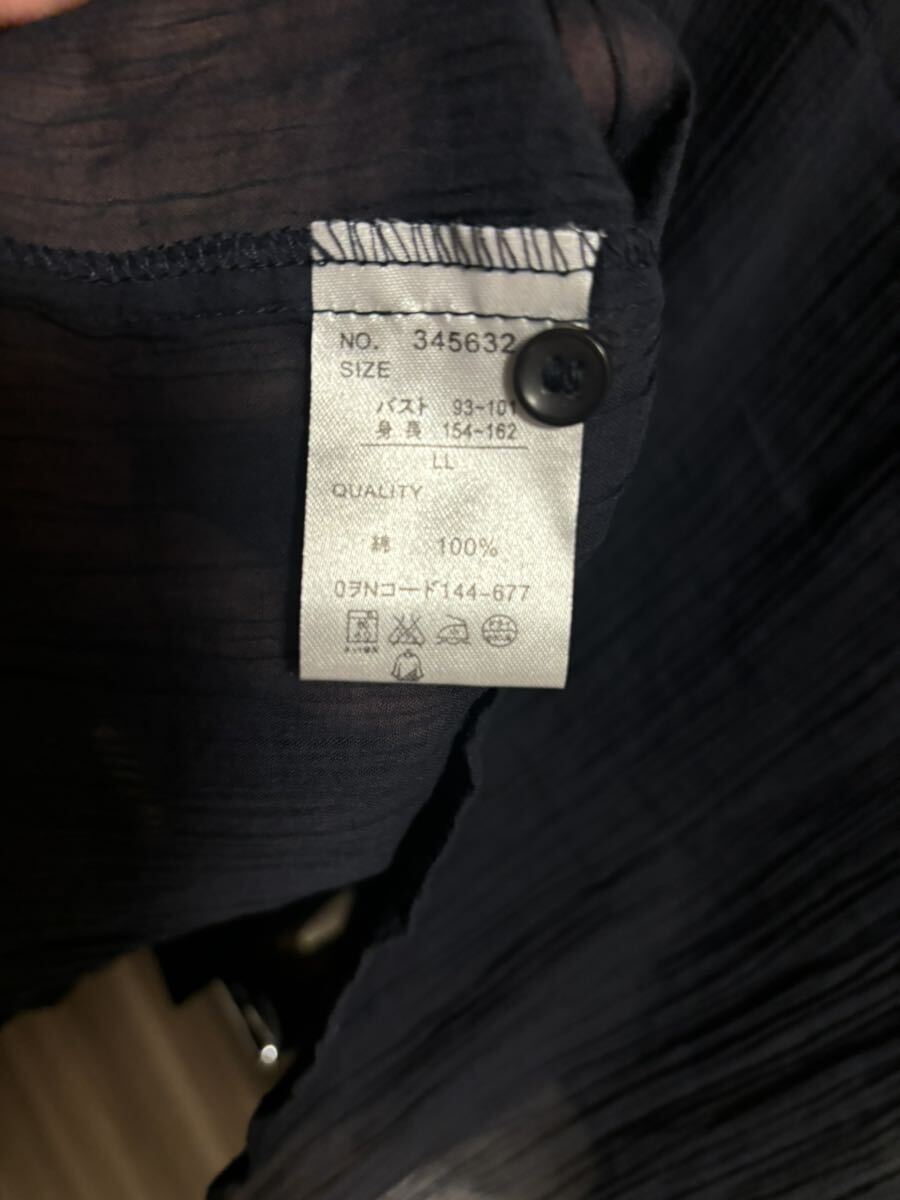 NO. 345632
SIZE
バスト 93-101
身長 154-162
LL
QUALITY
綿 100%
0ヲNコード144-677